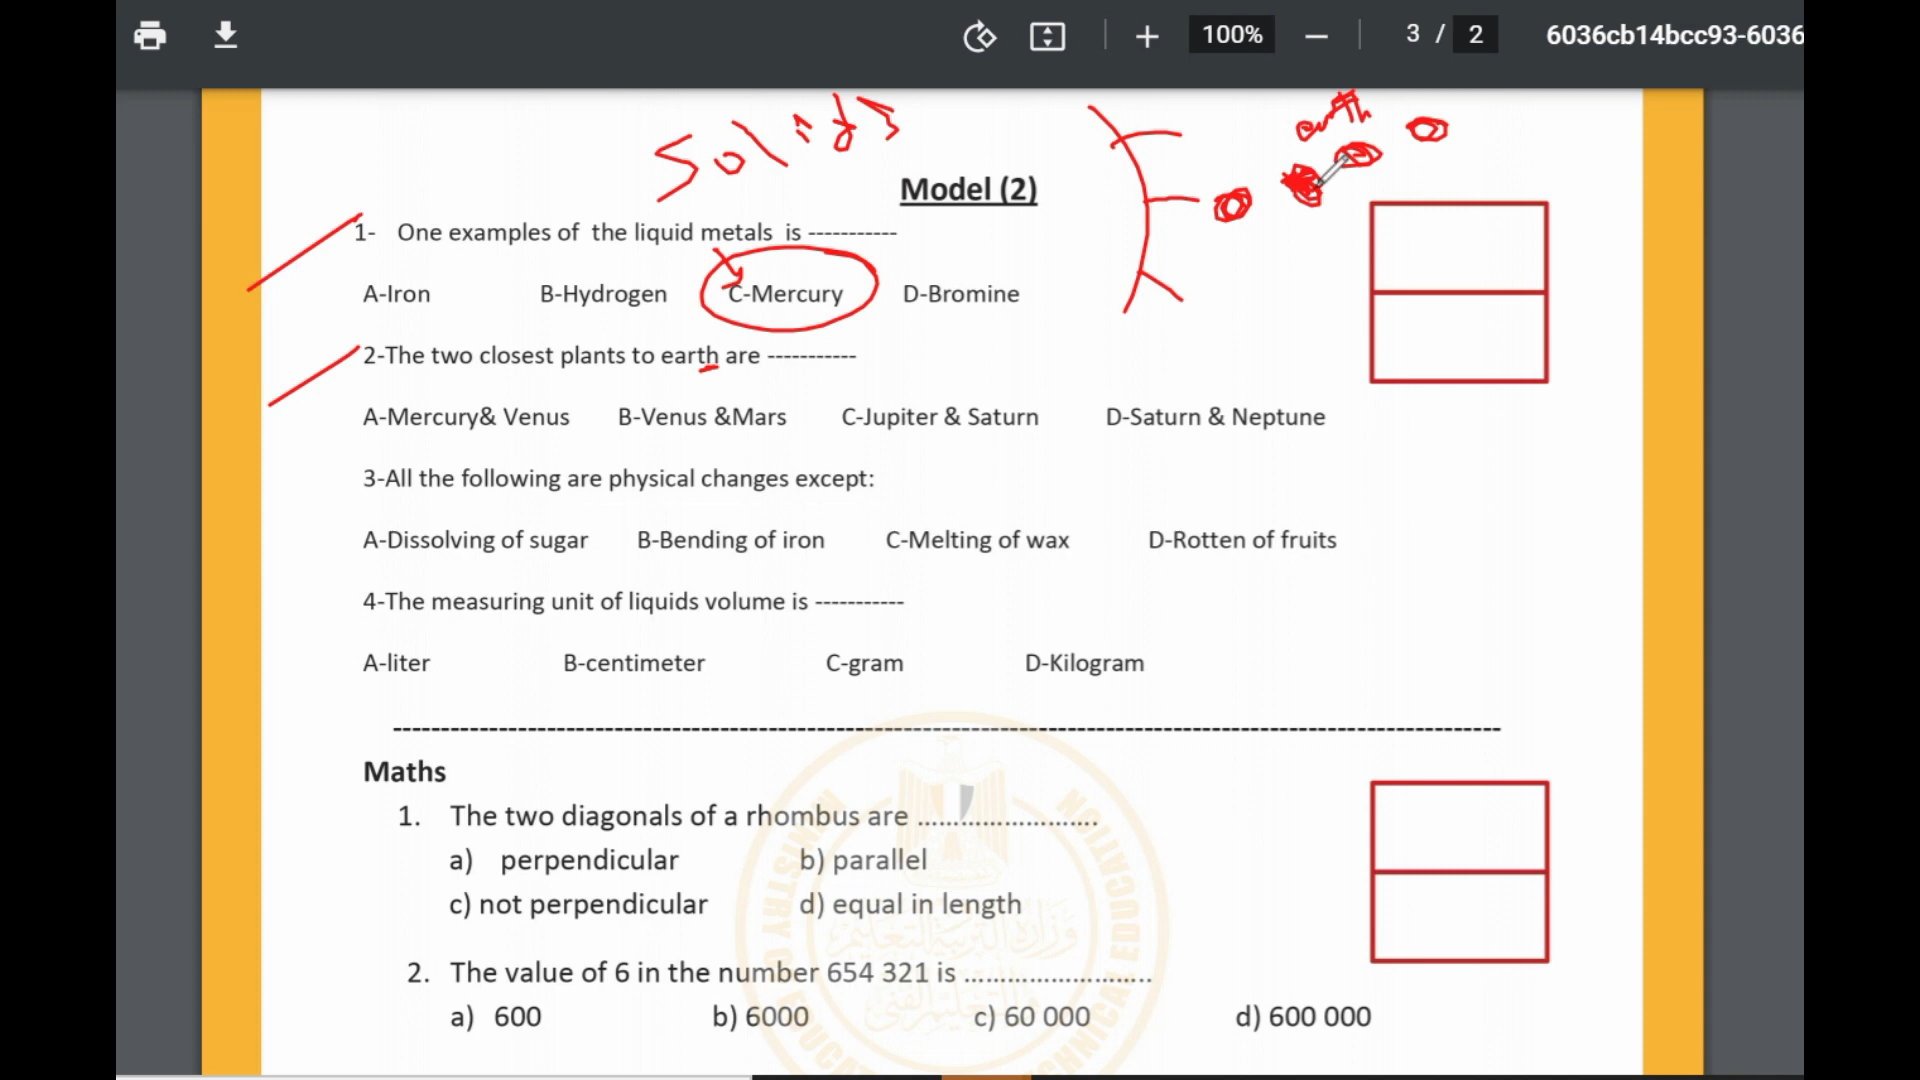 100% 3 / 2 6036cb14bcc93-6036
Solids
earth
Model (2)
1- One examples of the liquid metals is -----------
A-Iron B-Hydrogen C-Mercury D-Bromine
2-The two closest plants to earth are -----------
A-Mercury& Venus B-Venus &Mars C-Jupiter & Saturn D-Saturn & Neptune
3-All the following are physical changes except:
A-Dissolving of sugar B-Bending of iron C-Melting of wax D-Rotten of fruits
4-The measuring unit of liquids volume is -----------
A-liter B-centimeter C-gram D-Kilogram
Maths
1. The two diagonals of a rhombus are .........................
a) perpendicular b) parallel
c) not perpendicular d) equal in length
2. The value of 6 in the number 654 321 is ..........................
a) 600 b) 6000 c) 60 000 d) 600 000